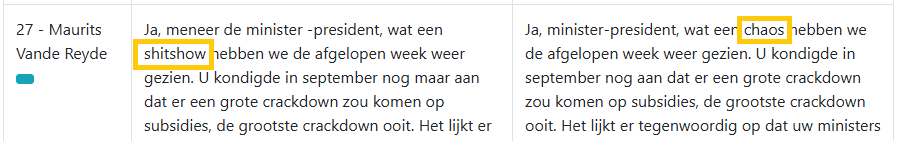 27 - Maurits
Vande Reyde
Ja, meneer de minister -president, wat een
shitshow hebben we de afgelopen week weer
gezien. U kondigde in september nog maar aan
dat er een grote crackdown zou komen op
subsidies, de grootste crackdown ooit. Het lijkt er
Ja, minister-president, wat een chaos hebben we
de afgelopen week weer gezien. U kondigde in
september nog aan dat er een grote crackdown
zou komen op subsidies, de grootste crackdown
ooit. Het lijkt er tegenwoordig op dat uw ministers